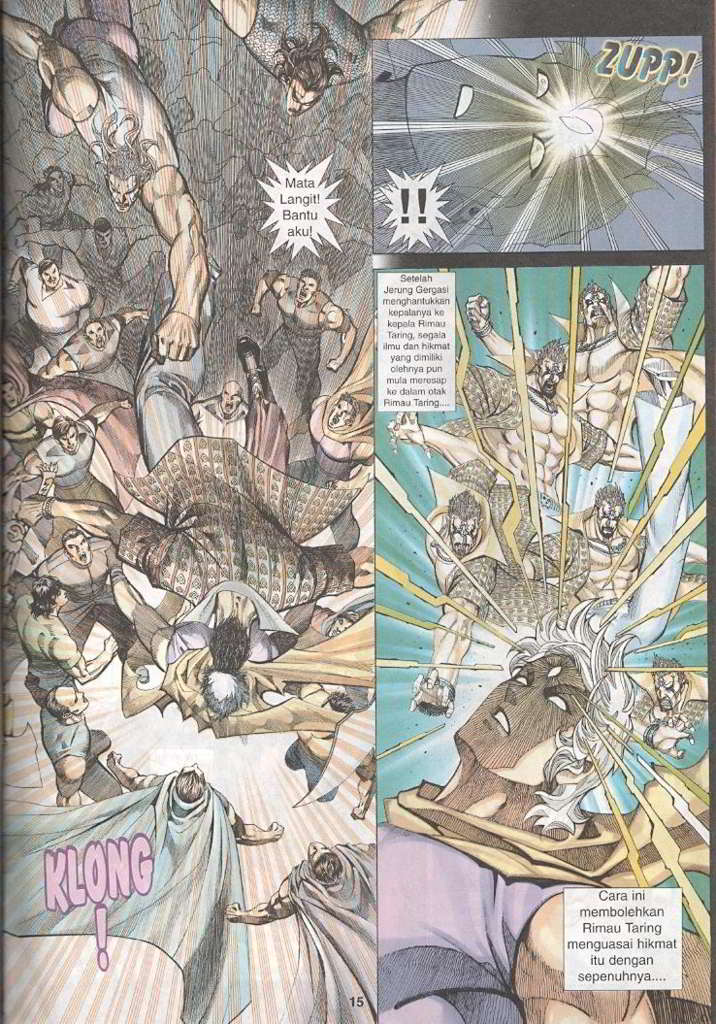 Mata
Langit!
Bantu
aku!
KLONG
!
15
ZUPP!
!!
Setelah
Jerung Gergasi
menghantukkan
kepalanya ke
kepala Rimau
Taring, segala
ilmu dan hikmat
yang dimiliki
olehnya pun
mula meresap
ke dalam otak
Rimau Taring....
Cara ini
membolehkan
Rimau Taring
menguasai hikmat
itu dengan
sepenuhnya....